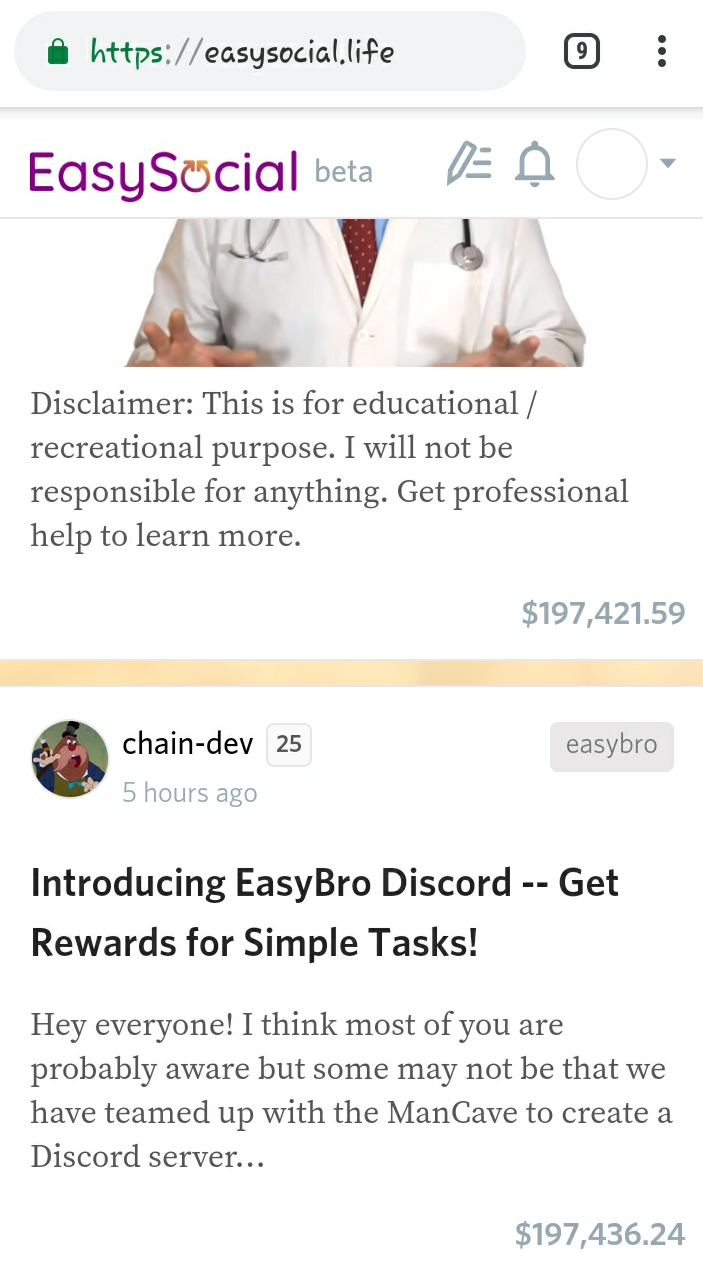 https://easysocial.life
9
EasySocial beta
Disclaimer: This is for educational /
recreational purpose. I will not be
responsible for anything. Get professional
help to learn more.
$197,421.59
chain-dev 25
easybro
5 hours ago
Introducing EasyBro Discord -- Get
Rewards for Simple Tasks!
Hey everyone! I think most of you are
probably aware but some may not be that we
have teamed up with the ManCave to create a
Discord server...
$197,436.24